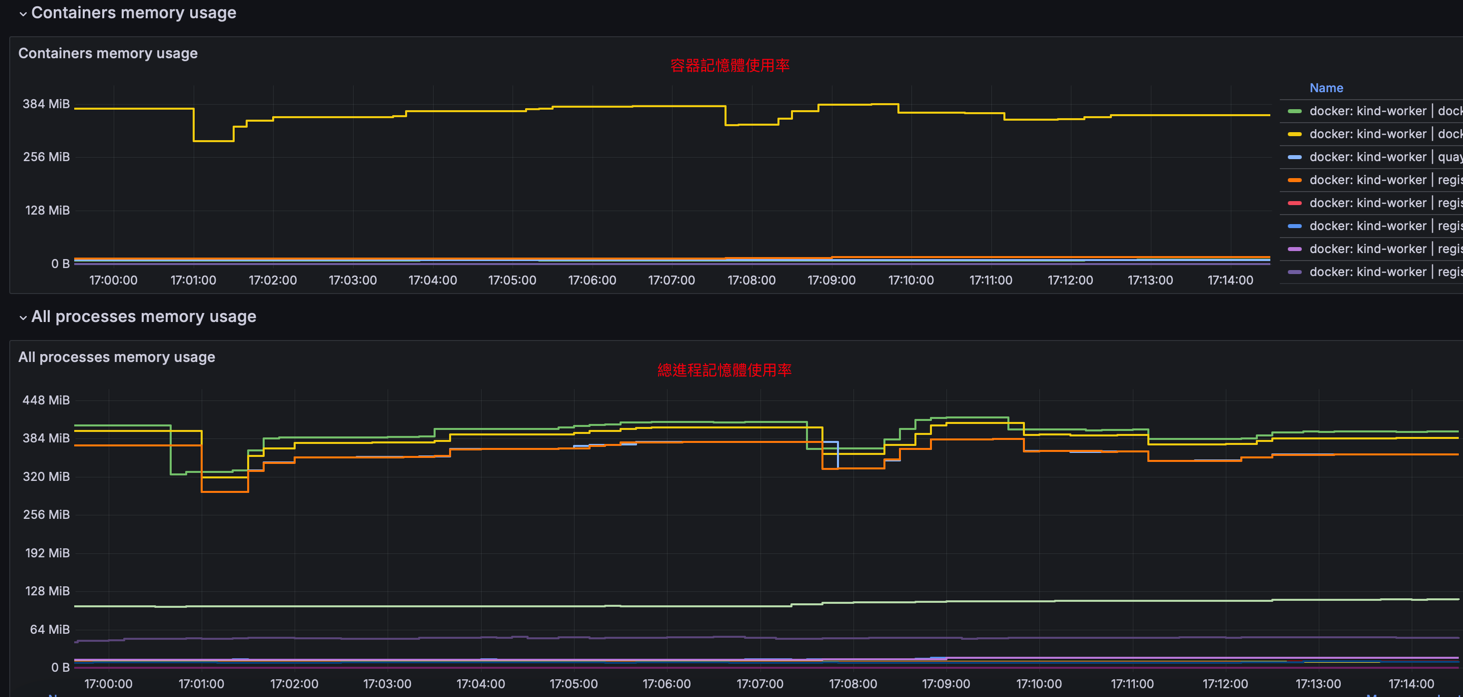 Containers memory usage
Containers memory usage
容器記憶體使用率
384 MiB
256 MiB
128 MiB
0 B
17:00:00 17:01:00 17:02:00 17:03:00 17:04:00 17:05:00 17:06:00 17:07:00 17:08:00 17:09:00 17:10:00 17:11:00 17:12:00 17:13:00 17:14:00
Name
docker: kind-worker | dock
docker: kind-worker | dock
docker: kind-worker | quay
docker: kind-worker | regis
docker: kind-worker | regis
docker: kind-worker | regis
docker: kind-worker | regis
docker: kind-worker | regis
All processes memory usage
All processes memory usage
總進程記憶體使用率
448 MiB
384 MiB
320 MiB
256 MiB
192 MiB
128 MiB
64 MiB
0 B
17:00:00 17:01:00 17:02:00 17:03:00 17:04:00 17:05:00 17:06:00 17:07:00 17:08:00 17:09:00 17:10:00 17:11:00 17:12:00 17:13:00 17:14:00